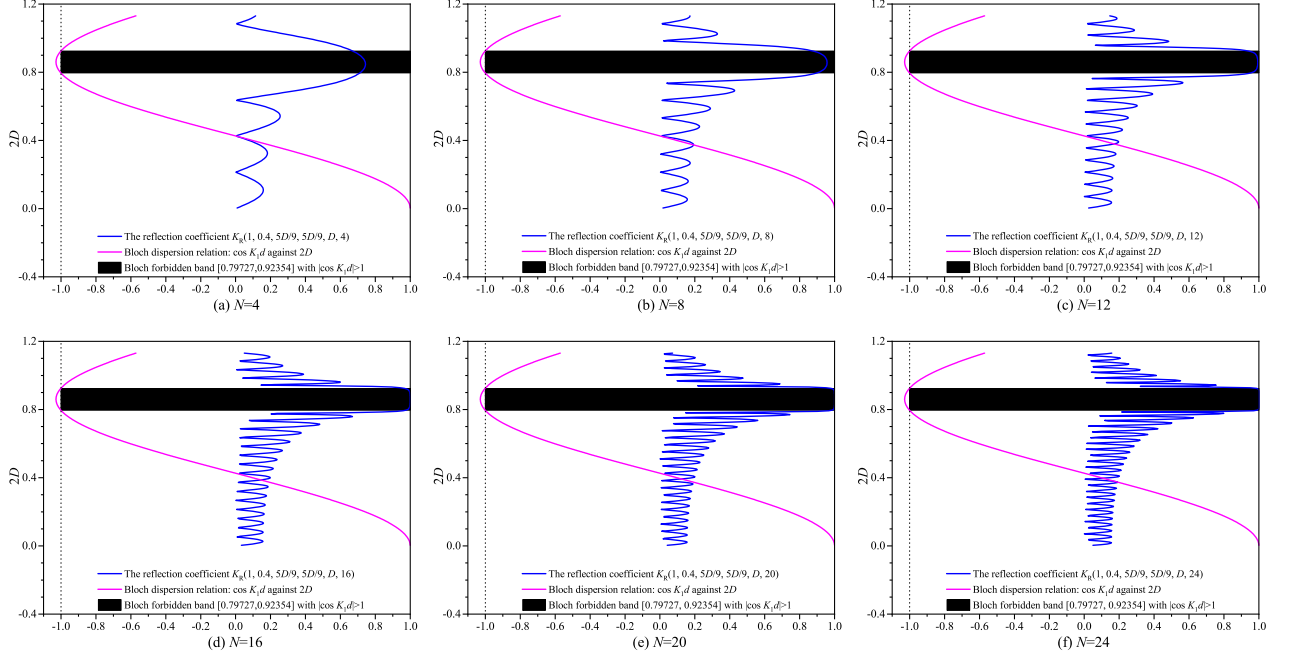 1.2
0.8
0.4
0.0
-0.4
2D
The reflection coefficient K_R(1, 0.4, 5D/9, 5D/9, D, 4)
Bloch dispersion relation: cos K_1d against 2D
Bloch forbidden band [0.79727,0.92354] with |cos K_1d|>1
-1.0 -0.8 -0.6 -0.4 -0.2 0.0 0.2 0.4 0.6 0.8 1.0
(a) N=4
1.2
0.8
0.4
0.0
-0.4
2D
The reflection coefficient K_R(1, 0.4, 5D/9, 5D/9, D, 8)
Bloch dispersion relation: cos K_1d against 2D
Bloch forbidden band [0.79727,0.92354] with |cos K_1d|>1
-1.0 -0.8 -0.6 -0.4 -0.2 0.0 0.2 0.4 0.6 0.8 1.0
(b) N=8
1.2
0.8
0.4
0.0
-0.4
2D
The reflection coefficient K_R(1, 0.4, 5D/9, 5D/9, D, 12)
Bloch dispersion relation: cos K_1d against 2D
Bloch forbidden band [0.79727,0.92354] with |cos K_1d|>1
-1.0 -0.8 -0.6 -0.4 -0.2 0.0 0.2 0.4 0.6 0.8 1.0
(c) N=12
1.2
0.8
0.4
0.0
-0.4
2D
The reflection coefficient K_R(1, 0.4, 5D/9, 5D/9, D, 16)
Bloch dispersion relation: cos K_1d against 2D
Bloch forbidden band [0.79727,0.92354] with |cos K_1d|>1
-1.0 -0.8 -0.6 -0.4 -0.2 0.0 0.2 0.4 0.6 0.8 1.0
(d) N=16
1.2
0.8
0.4
0.0
-0.4
2D
The reflection coefficient K_R(1, 0.4, 5D/9, 5D/9, D, 20)
Bloch dispersion relation: cos K_1d against 2D
Bloch forbidden band [0.79727, 0.92354] with |cos K_1d|>1
-1.0 -0.8 -0.6 -0.4 -0.2 0.0 0.2 0.4 0.6 0.8 1.0
(e) N=20
1.2
0.8
0.4
0.0
-0.4
2D
The reflection coefficient K_R(1, 0.4, 5D/9, 5D/9, D, 24)
Bloch dispersion relation: cos K_1d against 2D
Bloch forbidden band [0.79727, 0.92354] with |cos K_1d|>1
-1.0 -0.8 -0.6 -0.4 -0.2 0.0 0.2 0.4 0.6 0.8 1.0
(f) N=24